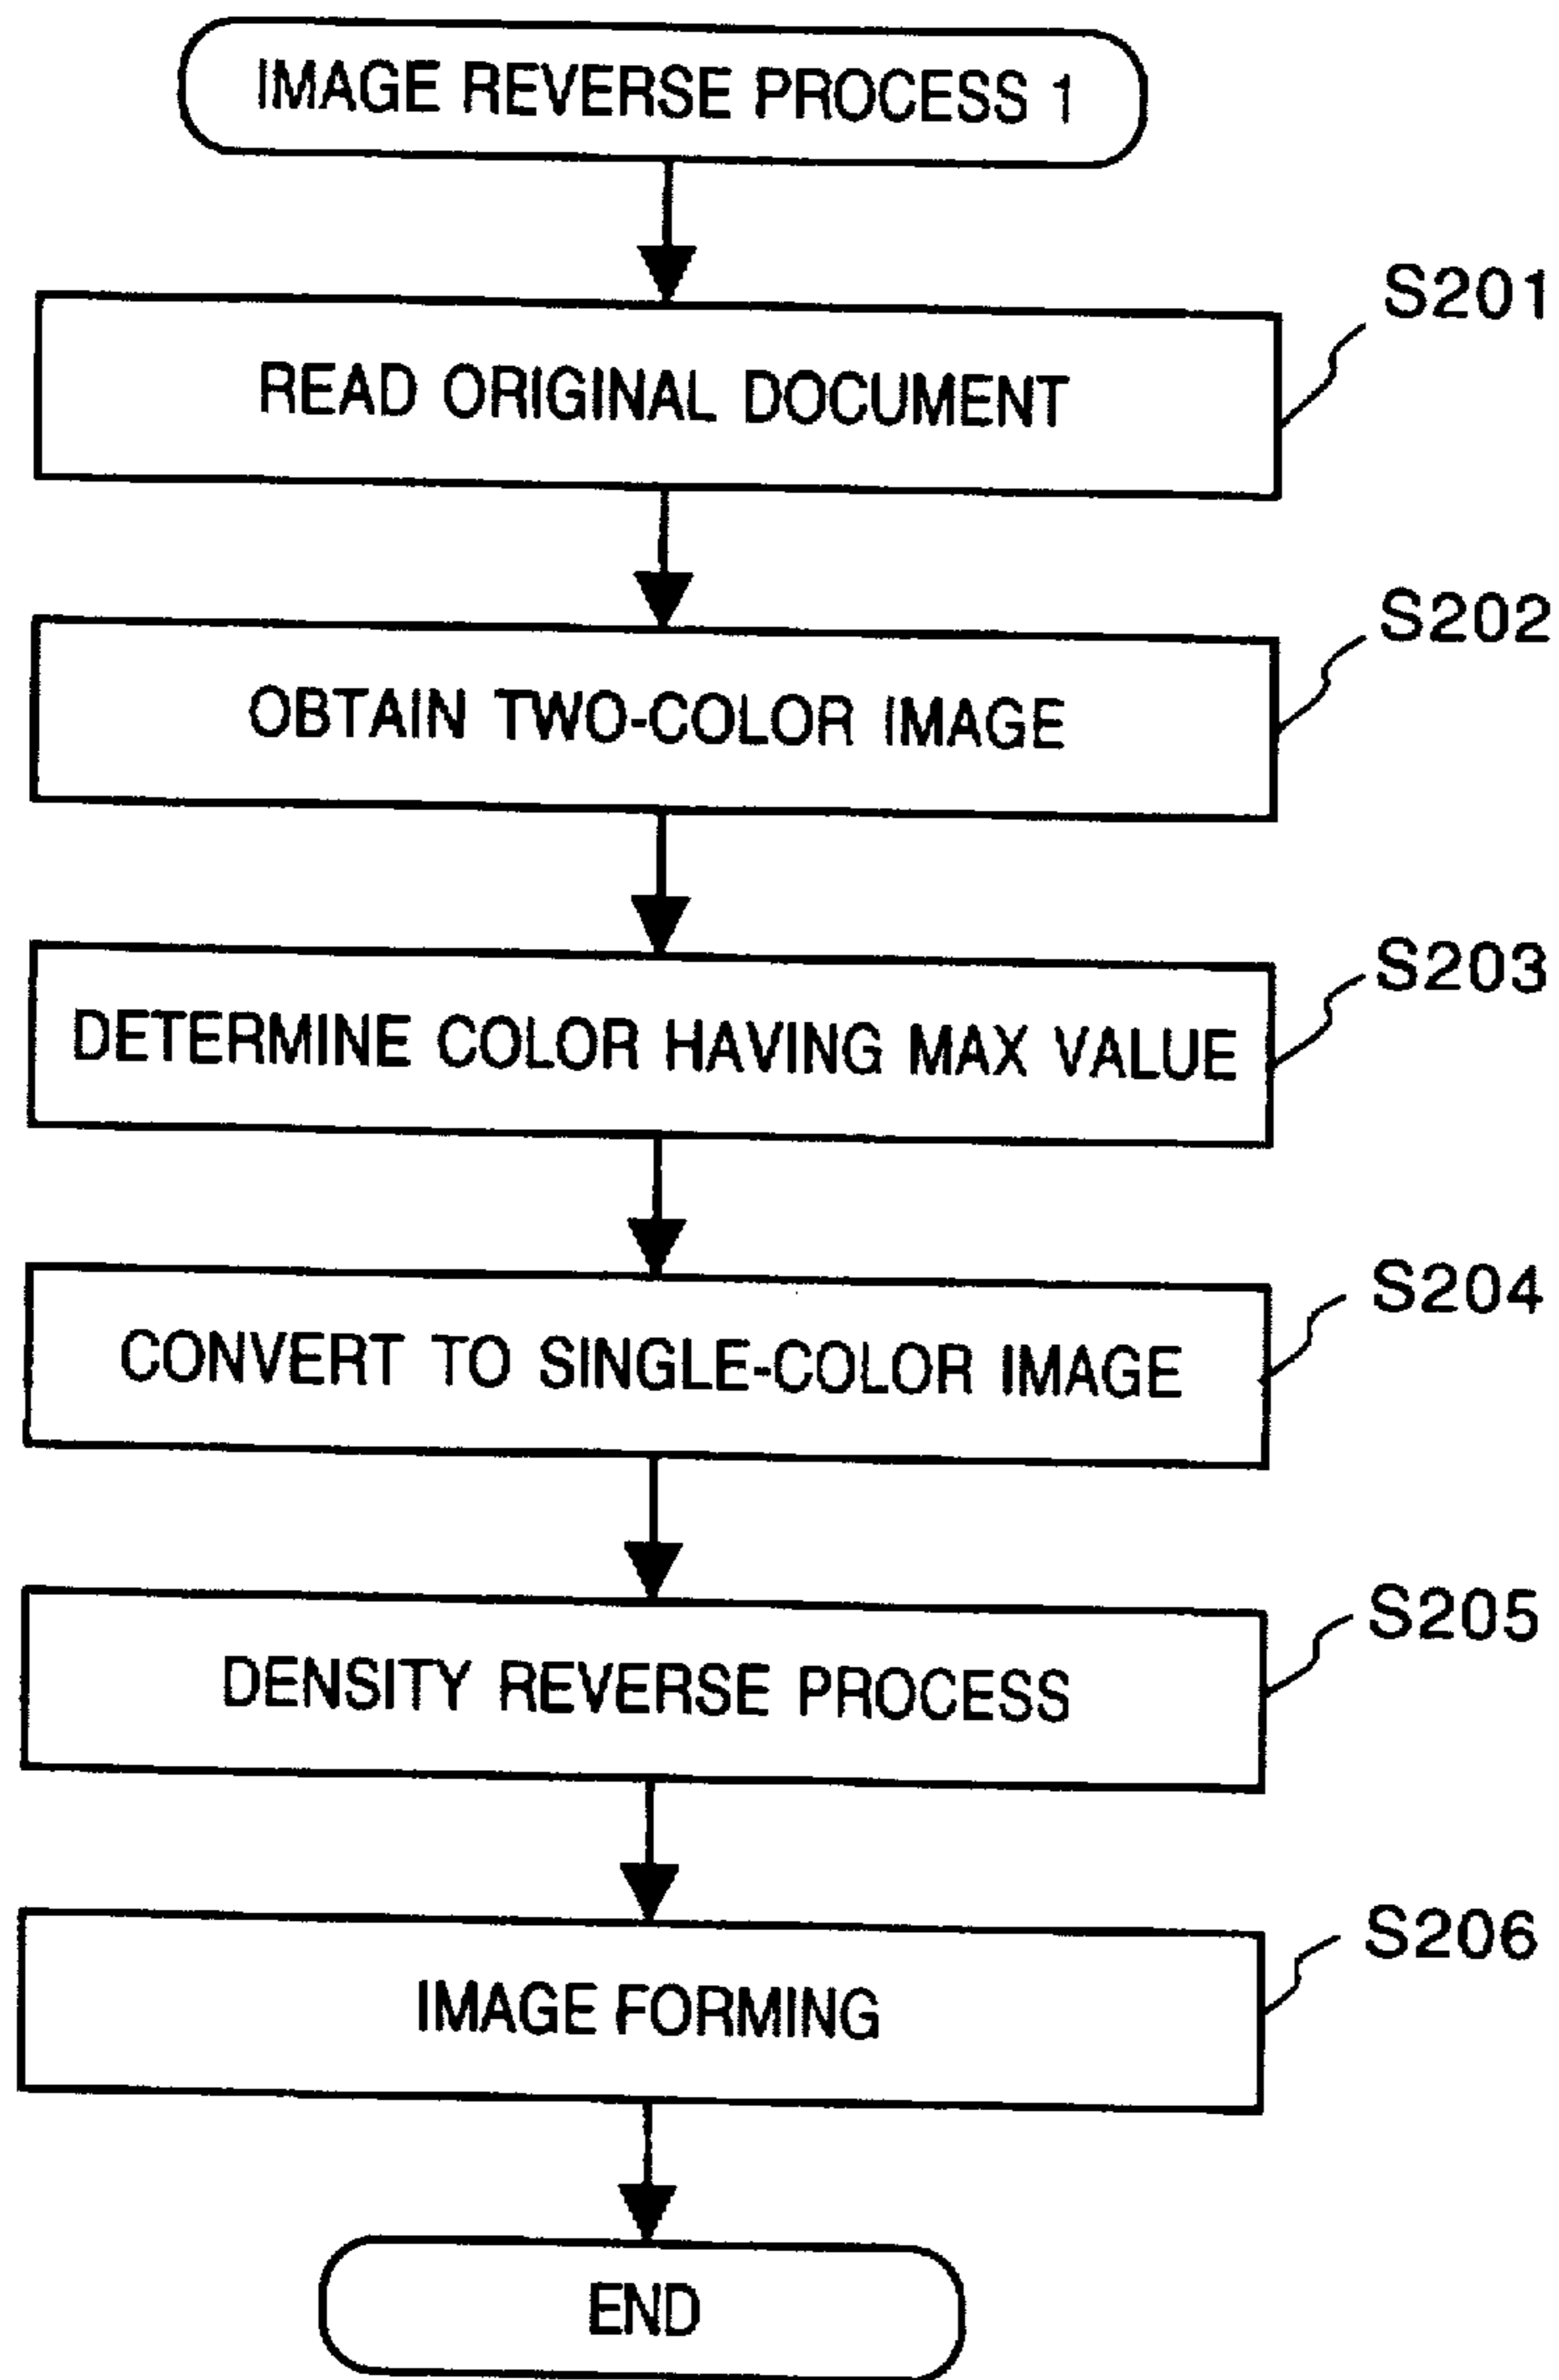 IMAGE REVERSE PROCESS 1
S201
READ ORIGINAL DOCUMENT
S202
OBTAIN TWO-COLOR IMAGE
S203
DETERMINE COLOR HAVING MAX VALUE
S204
CONVERT TO SINGLE-COLOR IMAGE
S205
DENSITY REVERSE PROCESS
S206
IMAGE FORMING
END